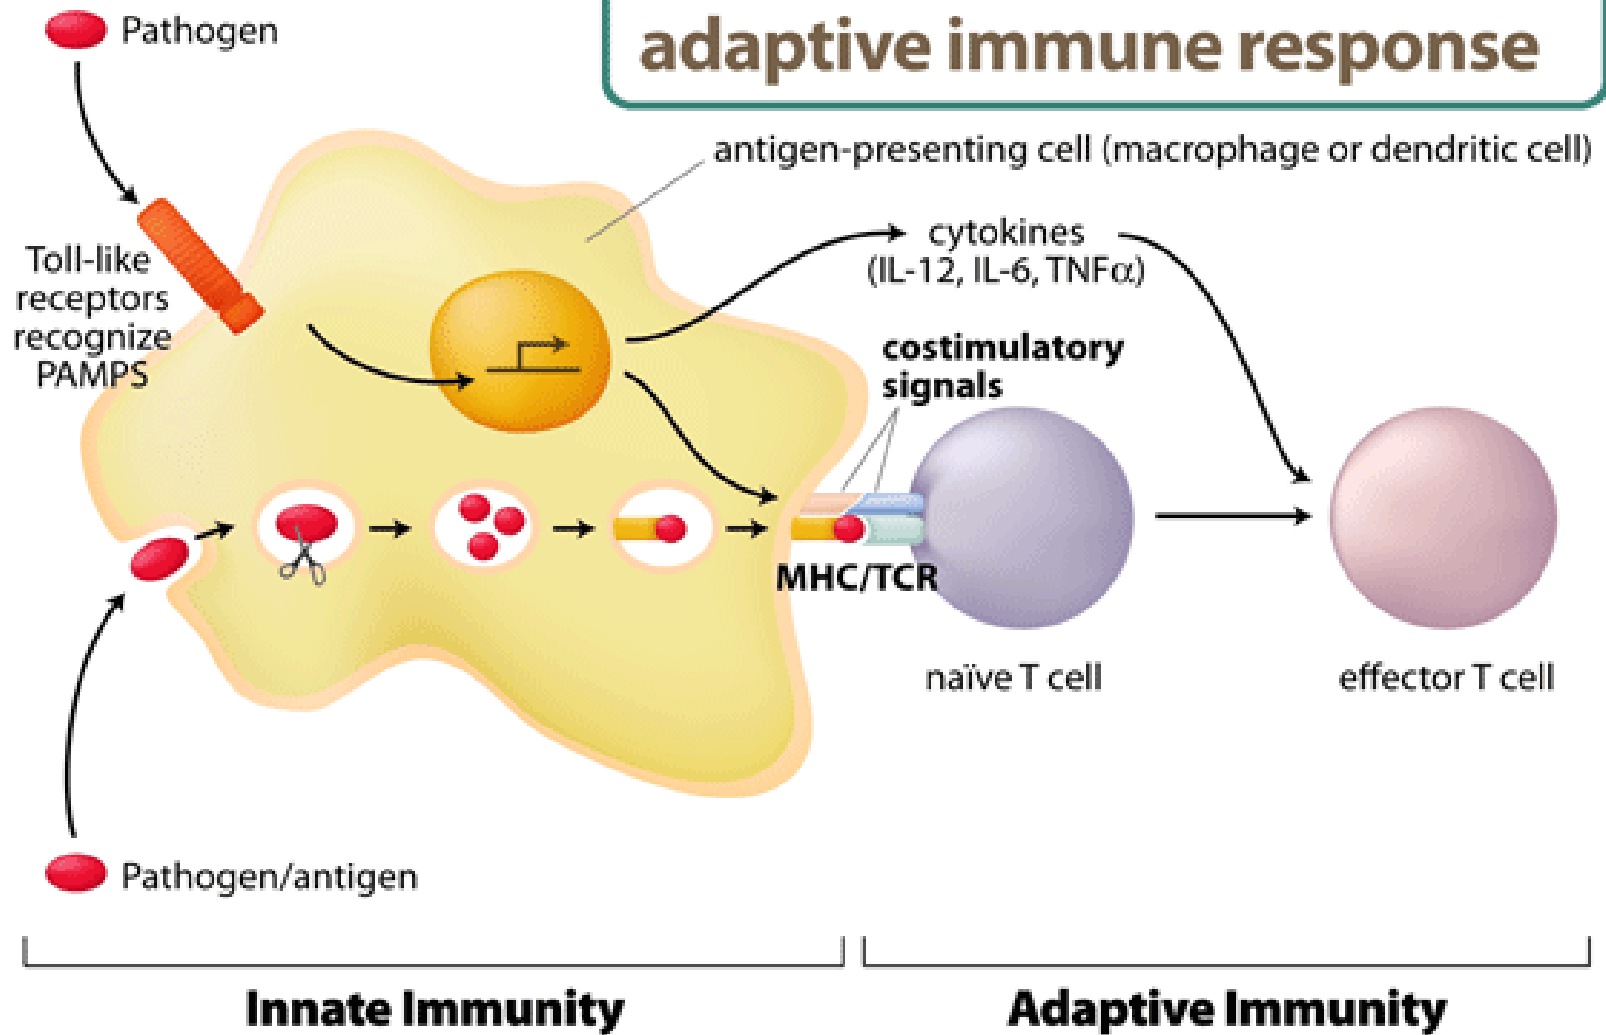 Pathogen
adaptive immune response
antigen-presenting cell (macrophage or dendritic cell)
Toll-like
receptors
recognize
PAMPS
cytokines
(IL-12, IL-6, TNFα)
costimulatory
signals
MHC/TCR
naïve T cell
effector T cell
Pathogen/antigen
Innate Immunity
Adaptive Immunity